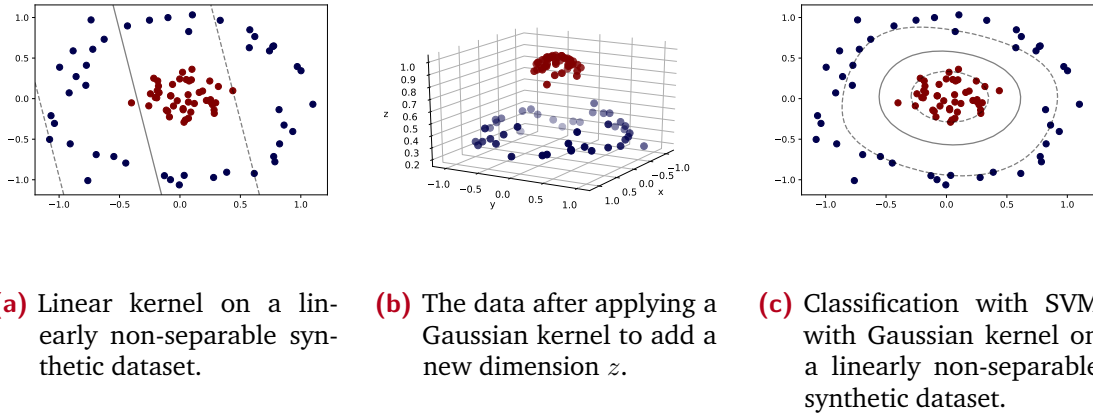 1.0
0.5
0.0
−0.5
−1.0
−1.0 −0.5 0.0 0.5 1.0
z
1.0
0.9
0.8
0.7
0.6
0.5
0.4
0.3
0.2
−1.0 −0.5 0.0 0.5 1.0
y
−1.0
−0.5
0.0
0.5
1.0
x
1.0
0.5
0.0
−0.5
−1.0
−1.0 −0.5 0.0 0.5 1.0
(a) Linear kernel on a lin-
early non-separable syn-
thetic dataset.
(b) The data after applying a
Gaussian kernel to add a
new dimension z.
(c) Classification with SVM
with Gaussian kernel on
a linearly non-separable
synthetic dataset.